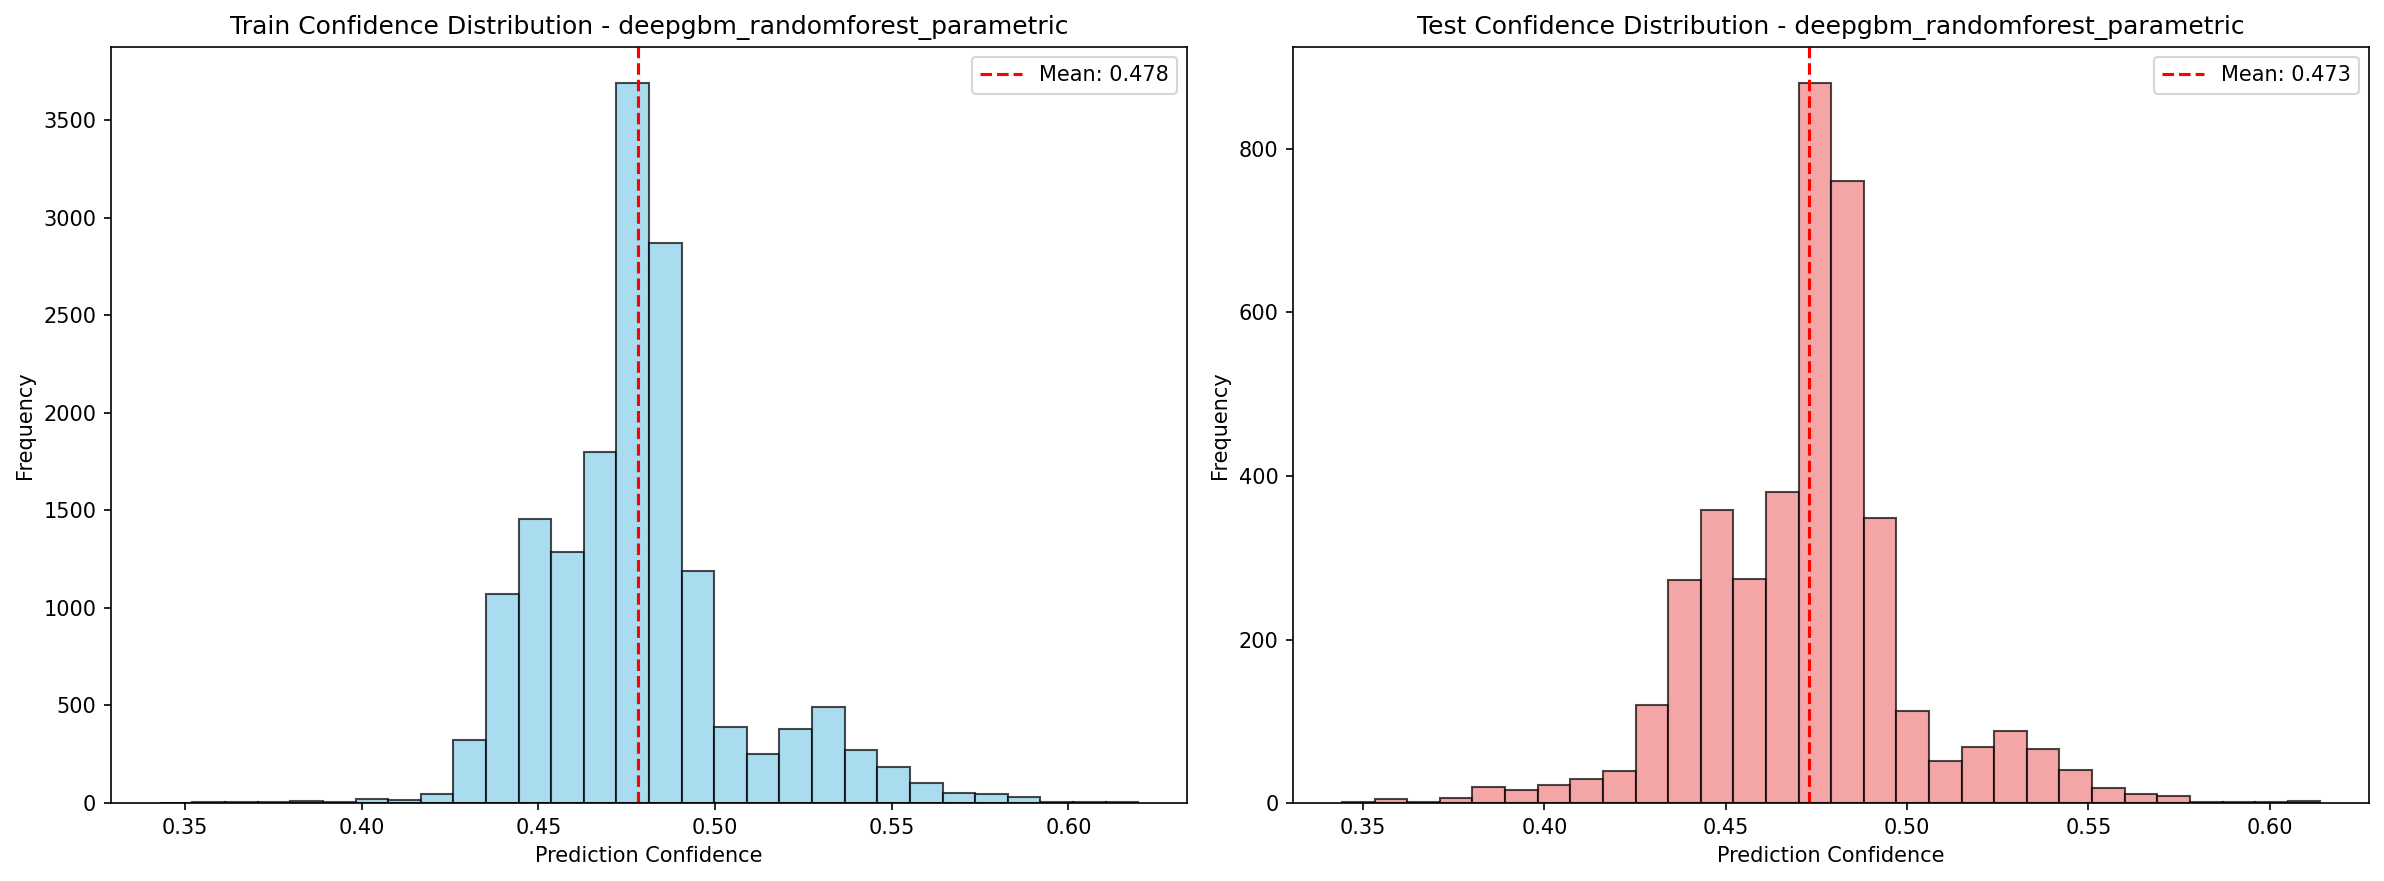 Train Confidence Distribution - deepgbm_randomforest_parametric
Mean: 0.478
Frequency
3500
3000
2500
2000
1500
1000
500
0
0.35 0.40 0.45 0.50 0.55 0.60
Prediction Confidence
Test Confidence Distribution - deepgbm_randomforest_parametric
Mean: 0.473
Frequency
800
600
400
200
0
0.35 0.40 0.45 0.50 0.55 0.60
Prediction Confidence